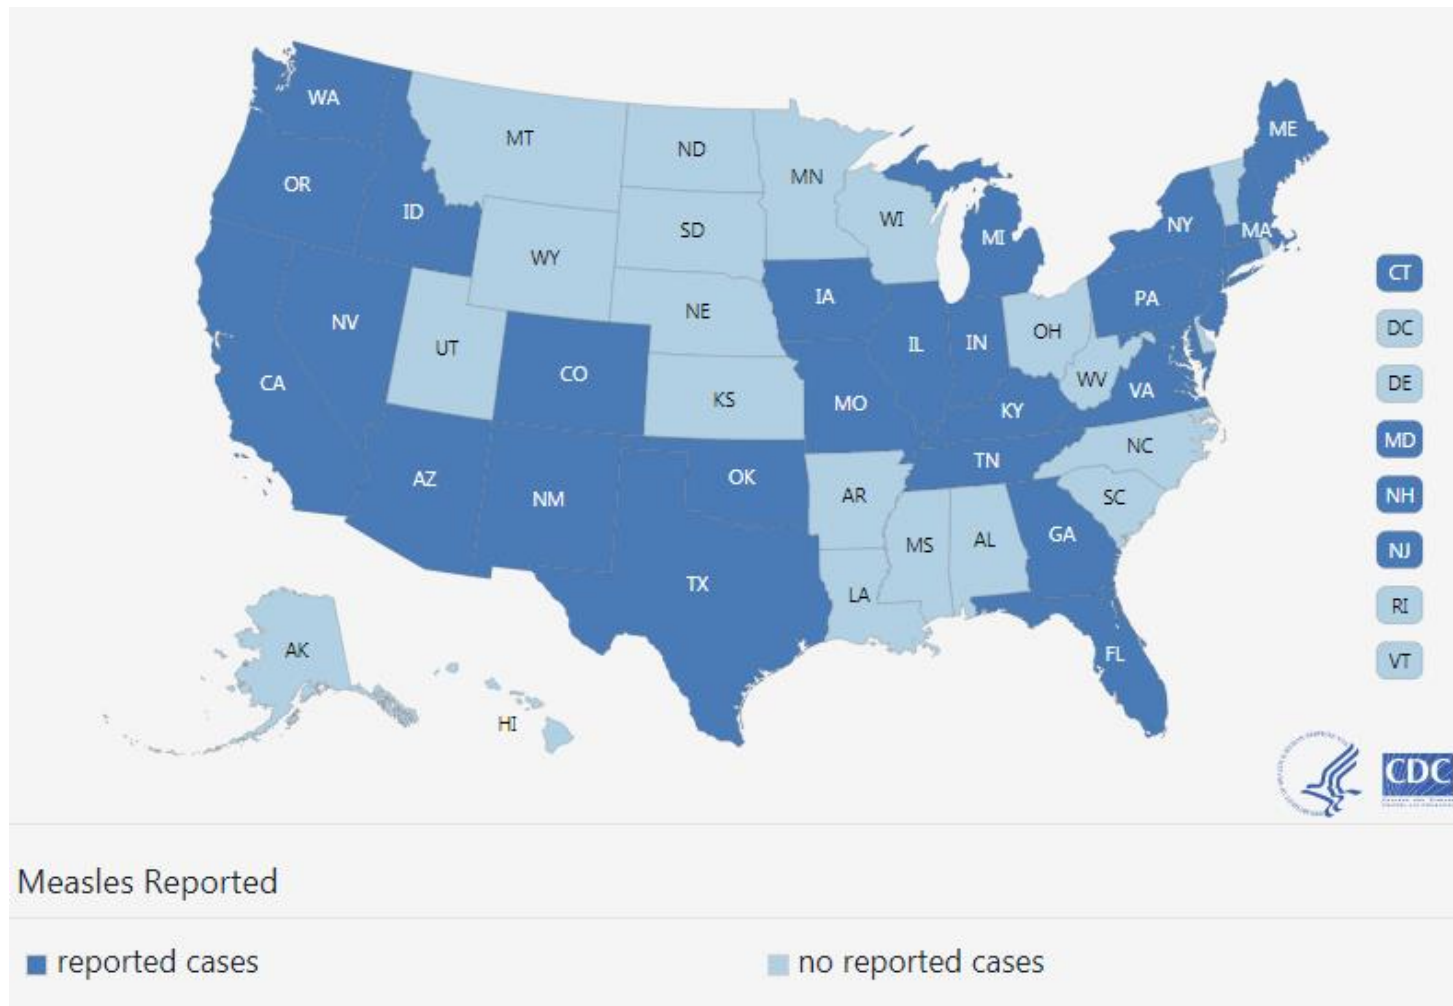 WA
MT
ND
MN
ME
OR
ID
SD
WI
MI
NY
MA
WY
IA
NE
PA
CT
NV
UT
CO
IL
IN
OH
DC
CA
KS
MO
KY
WV
VA
DE
AZ
NM
OK
TN
NC
MD
AR
SC
NH
TX
MS
AL
GA
NJ
LA
RI
AK
HI
FL
VT
CDC
Measles Reported
reported cases
no reported cases